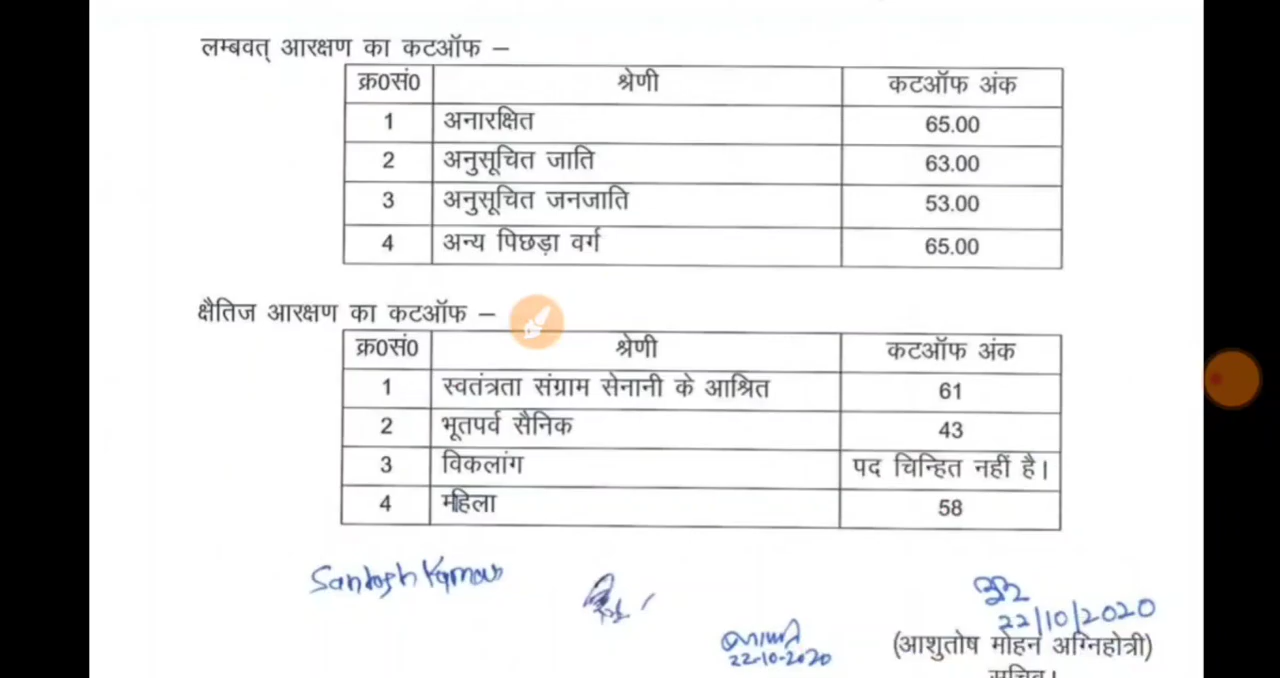 लम्बवत् आरक्षण का कटऑफ –
क्र0सं0 श्रेणी कटऑफ अंक
1 अनारक्षित 65.00
2 अनुसूचित जाति 63.00
3 अनुसूचित जनजाति 53.00
4 अन्य पिछड़ा वर्ग 65.00
क्षैतिज आरक्षण का कटऑफ –
क्र0सं0 श्रेणी कटऑफ अंक
1 स्वतंत्रता संग्राम सेनानी के आश्रित 61
2 भूतपर्व सैनिक 43
3 विकलांग पद चिन्हित नहीं है।
4 महिला 58
Santosh Kumar
22/10/2020
22-10-2020
(आशुतोष मोहन अग्निहोत्री)
सचिव।